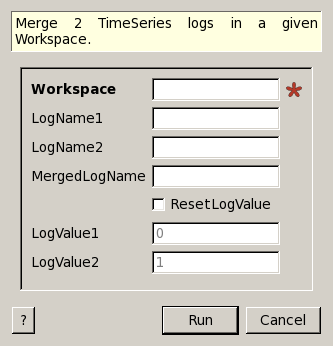 Merge 2 TimeSeries logs in a given
Workspace.
Workspace *
LogName1
LogName2
MergedLogName
ResetLogValue
LogValue1 0
LogValue2 1
? Run Cancel